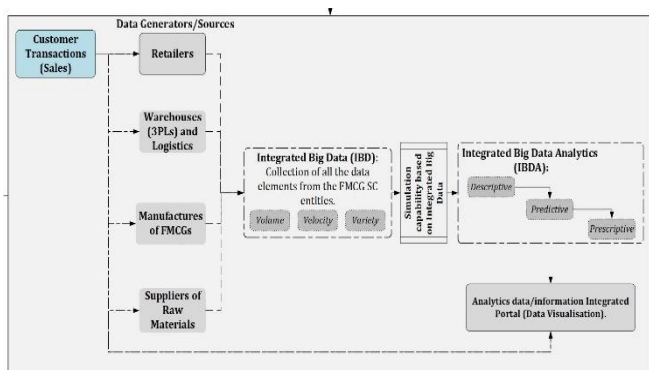 Data Generators/Sources
Customer
Transactions
(Sales)
Retailers
Warehouses
(3PLs) and
Logistics
Manufactures
of FMCGs
Suppliers of
Raw
Materials
Integrated Big Data (IBD):
Collection of all the data
elements from the FMCG SC
entities.
Volume
Velocity
Variety
Simulation
capability based
on Integrated Big
Data
Integrated Big Data Analytics
(IBDA):
Descriptive
Predictive
Prescriptive
Analytics data/information Integrated
Portal (Data Visualisation).